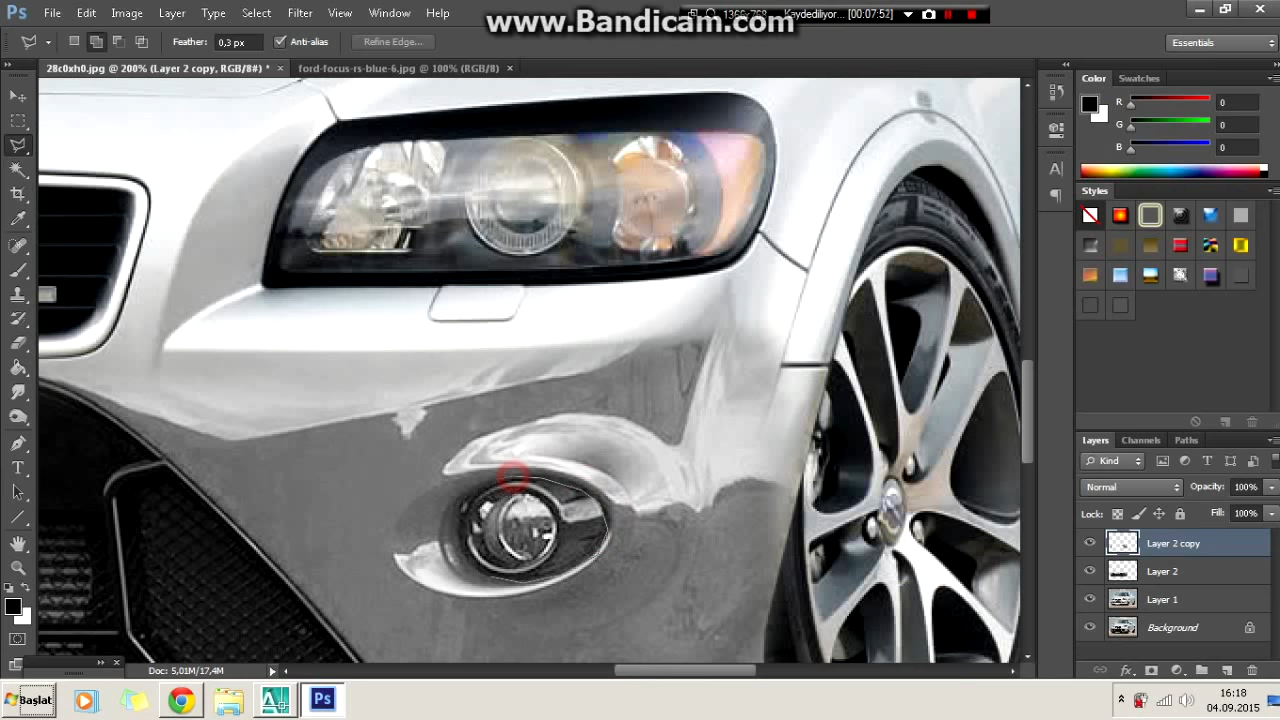 Ps File Edit Image Layer Type Select Filter View Window Help
www.Bandicam.com
1366x768 Kaydediliyor... [00:07:52]
Feather: 0,3 px Anti-alias Refine Edge... Essentials
28c0xh0.jpg @ 200% (Layer 2 copy, RGB/8#) * × ford-focus-rs-blue-6.jpg @ 100% (RGB/8) ×
Color Swatches
R 0
G 0
B 0
Styles
Layers Channels Paths
Kind
Normal Opacity: 100%
Lock: Fill: 100%
Layer 2 copy
Layer 2
Layer 1
Background
Doc: 5,01M/17,4M
Başlat Ps 16:18
04.09.2015